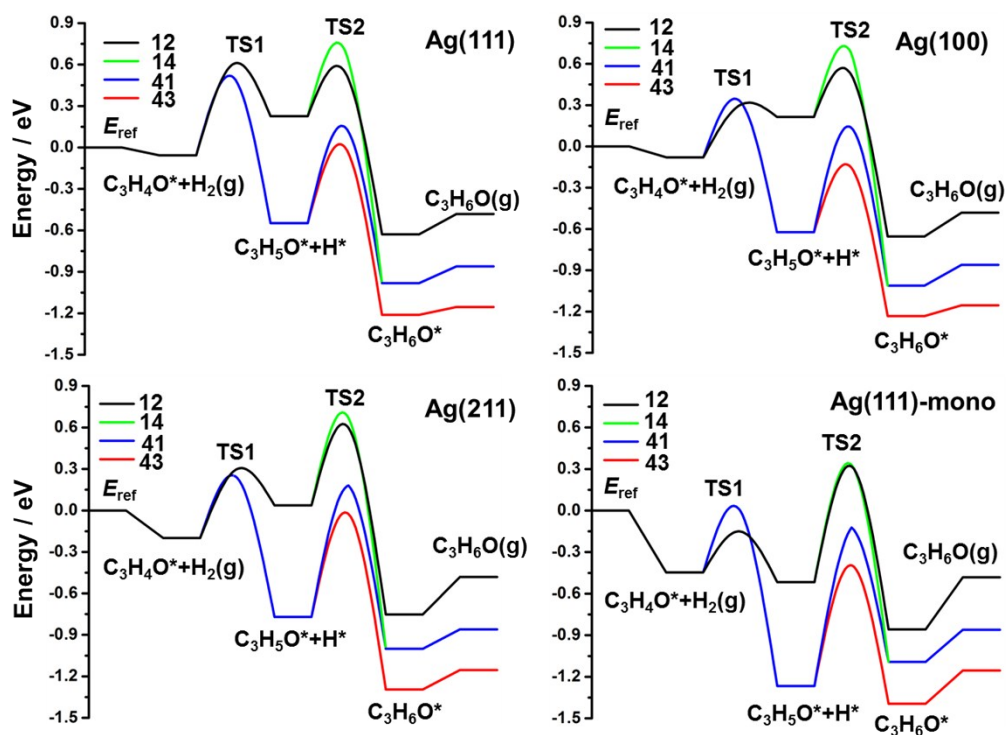 0.9
0.6
0.3
0.0
-0.3
-0.6
-0.9
-1.2
-1.5
Energy / eV
12
14
41
43
TS1
TS2
Ag(111)
E_ref
C₃H₄O*+H₂(g)
C₃H₅O*+H*
C₃H₆O(g)
C₃H₆O*
0.9
0.6
0.3
0.0
-0.3
-0.6
-0.9
-1.2
-1.5
12
14
41
43
TS1
TS2
Ag(100)
E_ref
C₃H₄O*+H₂(g)
C₃H₅O*+H*
C₃H₆O(g)
C₃H₆O*
0.9
0.6
0.3
0.0
-0.3
-0.6
-0.9
-1.2
-1.5
Energy / eV
12
14
41
43
TS1
TS2
Ag(211)
E_ref
C₃H₄O*+H₂(g)
C₃H₅O*+H*
C₃H₆O(g)
C₃H₆O*
0.9
0.6
0.3
0.0
-0.3
-0.6
-0.9
-1.2
-1.5
12
14
41
43
TS1
TS2
Ag(111)-mono
E_ref
C₃H₄O*+H₂(g)
C₃H₅O*+H*
C₃H₆O(g)
C₃H₆O*